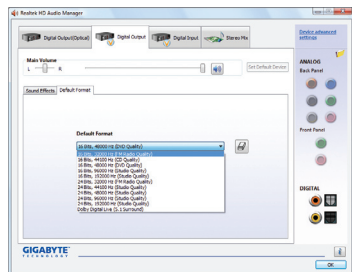 Realtek HD Audio Manager
Digital Output(Optical)
Digital Output
Digital Input
Stereo Mix
Device advanced settings
Main Volume
L
R
Set Default Device
ANALOG
Back Panel
Sound Effects
Default Format
Default Format
16 Bits, 48000 Hz (DVD Quality)
16 Bits, 44100 Hz (CD Quality)
16 Bits, 48000 Hz (DVD Quality)
16 Bits, 96000 Hz (Studio Quality)
16 Bits, 192000 Hz (Studio Quality)
24 Bits, 32000 Hz (FM Radio Quality)
24 Bits, 44100 Hz (Studio Quality)
24 Bits, 48000 Hz (Studio Quality)
24 Bits, 96000 Hz (Studio Quality)
24 Bits, 192000 Hz (Studio Quality)
Dolby Digital Live (5.1 Surround)
Front Panel
DIGITAL
GIGABYTE
TECHNOLOGY
OK